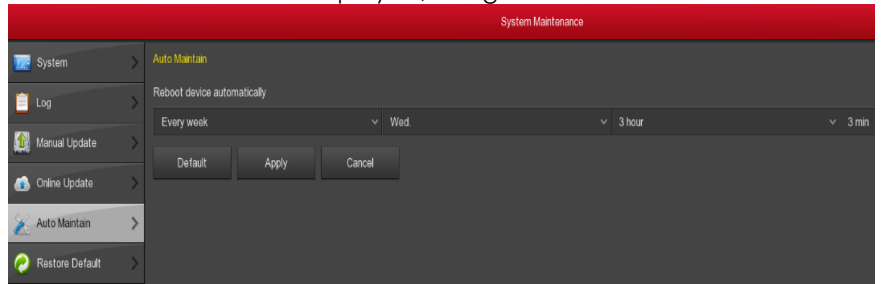 System Maintenance
System
Auto Maintain
Reboot device automatically
Log
Every week Wed. 3 hour 3 min
Manual Update
Default Apply Cancel
Online Update
Auto Maintain
Restore Default